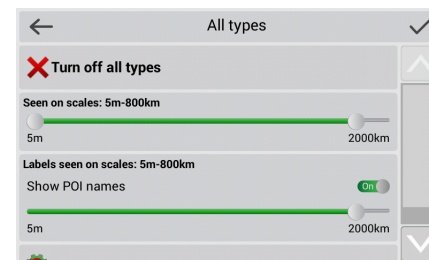 All types
Turn off all types
Seen on scales: 5m-800km
5m 2000km
Labels seen on scales: 5m-800km
Show POI names On
5m 2000km